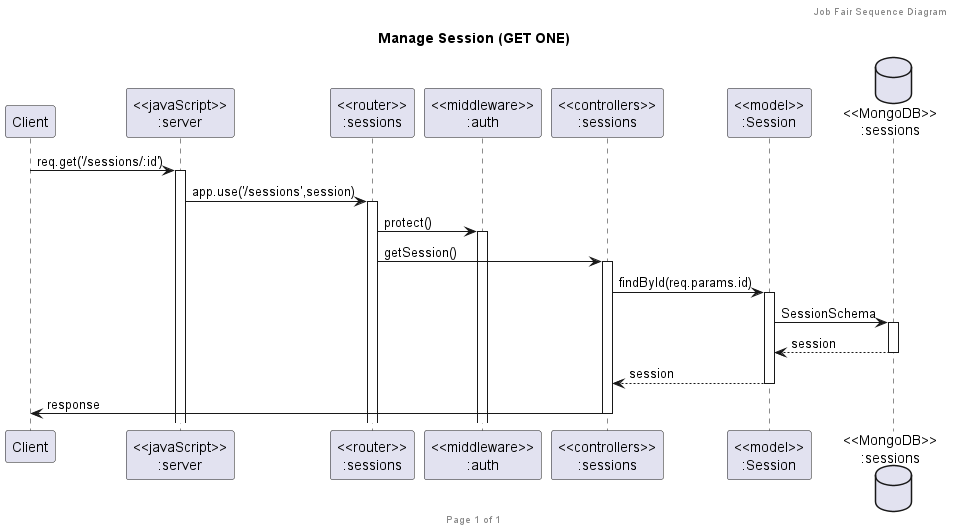 Job Fair Sequence Diagram
Manage Session (GET ONE)
Client
<<javaScript>>
:server
<<router>>
:sessions
<<middleware>>
:auth
<<controllers>>
:sessions
<<model>>
:Session
<<MongoDB>>
:sessions
req.get('/sessions/:id')
app.use('/sessions',session)
protect()
getSession()
findById(req.params.id)
SessionSchema
session
session
response
Client
<<javaScript>>
:server
<<router>>
:sessions
<<middleware>>
:auth
<<controllers>>
:sessions
<<model>>
:Session
<<MongoDB>>
:sessions
Page 1 of 1